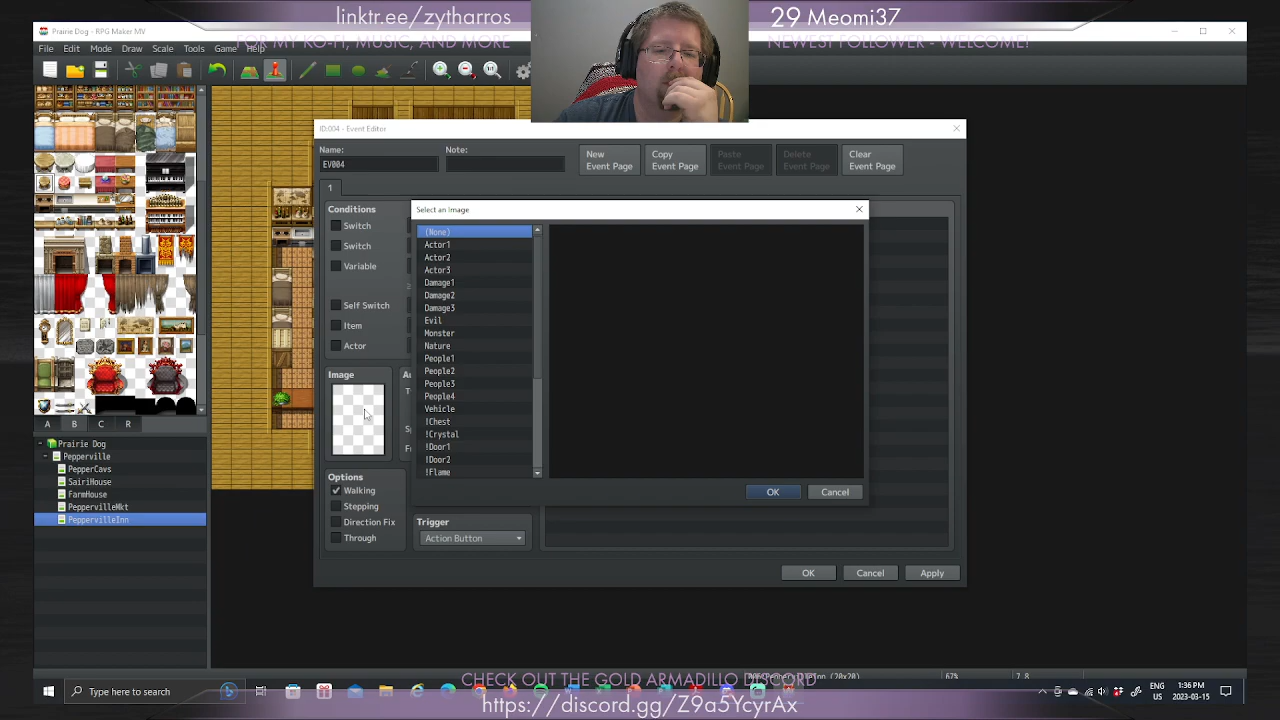 linktr.ee/zytharros
29 Meomi37
FOR MY KO-FI, MUSIC, AND MORE
NEWEST FOLLOWER - WELCOME!
Prairie Dog - RPG Maker MV
File Edit Mode Draw Scale Tools Game Help
ID:004 - Event Editor
Name:
Note:
EV004
New Event Page
Copy Event Page
Paste Event Page
Delete Event Page
Clear Event Page
1
Conditions
Switch
Switch
Variable
Self Switch
Item
Actor
Image
Options
Walking
Stepping
Direction Fix
Through
Trigger
Action Button
Select an Image
(None)
Actor1
Actor2
Actor3
Damage1
Damage2
Damage3
Evil
Monster
Nature
People1
People2
People3
People4
Vehicle
!Chest
!Crystal
!Door1
!Door2
!Flame
OK
Cancel
OK
Cancel
Apply
A B C R
Prairie Dog
Pepperville
PepperCavs
SairiHouse
FarmHouse
PeppervilleMkt
PeppervilleInn
CHECK OUT THE GOLD ARMADILLO DISCORD
67%
7,8
https://discord.gg/Z9a5YcyrAx
Type here to search
ENG
US
1:36 PM
2023-03-15